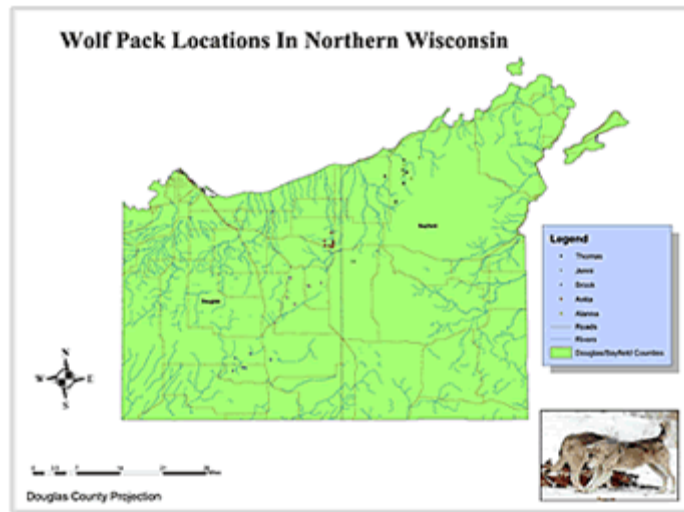 Wolf Pack Locations In Northern Wisconsin
Bayfield
Legend
Thomas
Jenni
Brook
Anika
Alanna
Roads
Rivers
Douglas/Bayfield Counties
Douglas
N
W E
S
Douglas County Projection